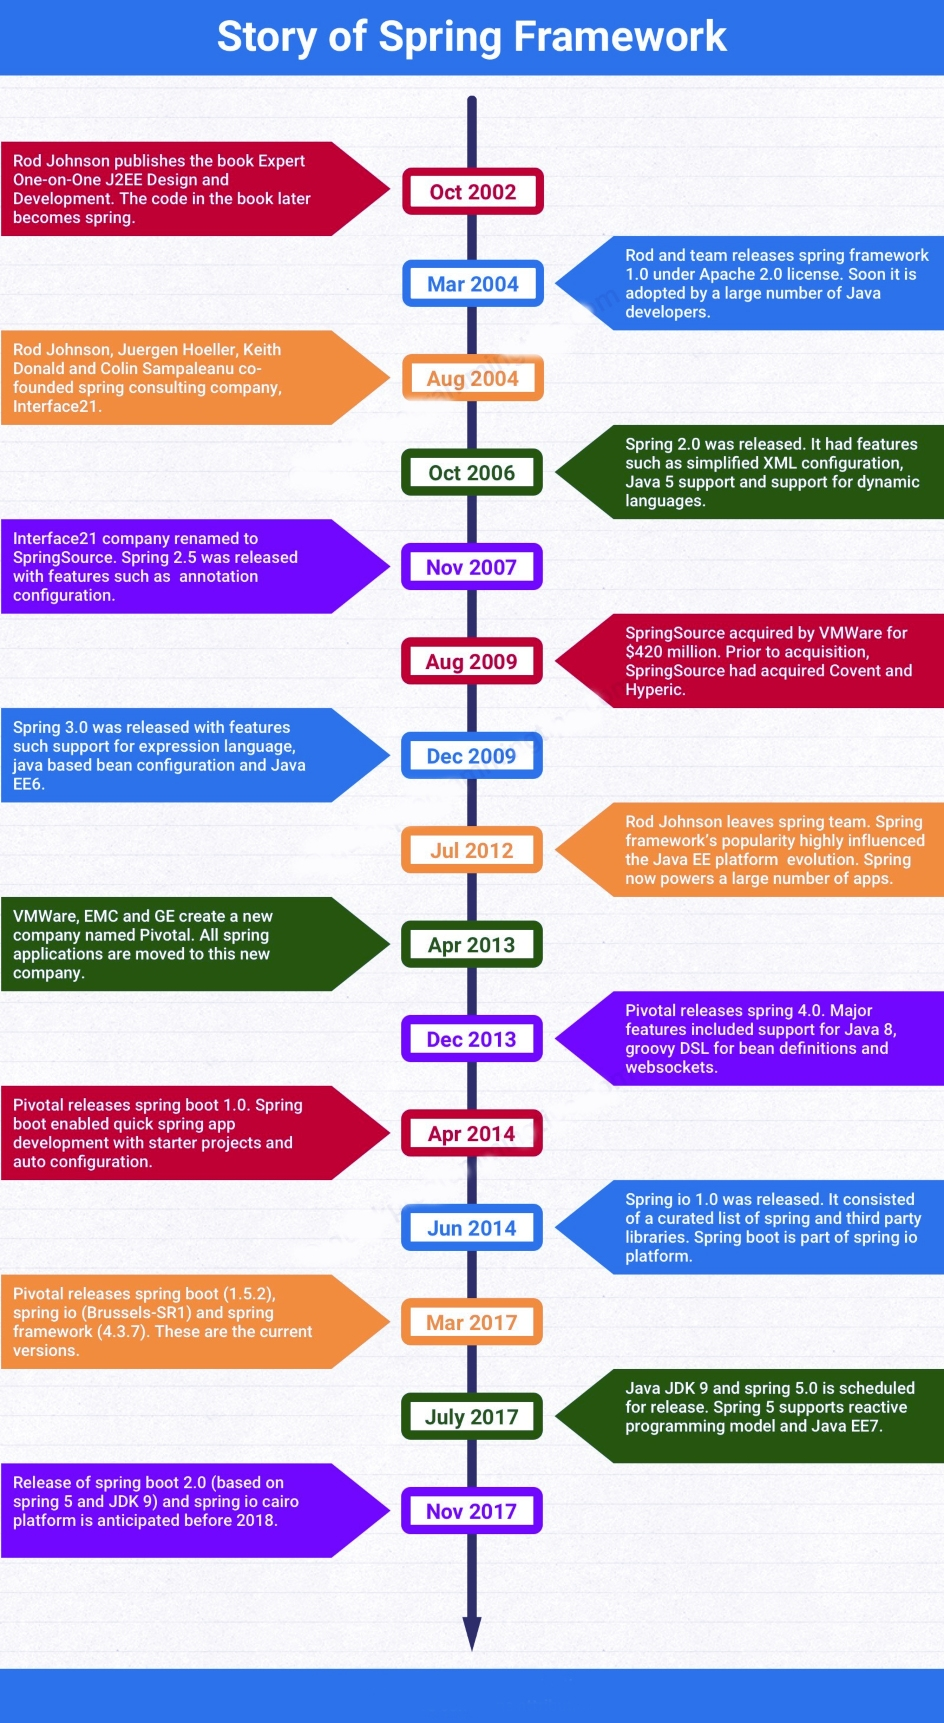 Story of Spring Framework
Rod Johnson publishes the book Expert
One-on-One J2EE Design and
Development. The code in the book later
becomes spring.
Oct 2002
Mar 2004
Rod and team releases spring framework
1.0 under Apache 2.0 license. Soon it is
adopted by a large number of Java
developers.
Rod Johnson, Juergen Hoeller, Keith
Donald and Colin Sampaleanu co-
founded spring consulting company,
Interface21.
Aug 2004
Oct 2006
Spring 2.0 was released. It had features
such as simplified XML configuration,
Java 5 support and support for dynamic
languages.
Interface21 company renamed to
SpringSource. Spring 2.5 was released
with features such as  annotation
configuration.
Nov 2007
Aug 2009
SpringSource acquired by VMWare for
$420 million. Prior to acquisition,
SpringSource had acquired Covent and
Hyperic.
Spring 3.0 was released with features
such support for expression language,
java based bean configuration and Java
EE6.
Dec 2009
Jul 2012
Rod Johnson leaves spring team. Spring
framework's popularity highly influenced
the Java EE platform  evolution. Spring
now powers a large number of apps.
VMWare, EMC and GE create a new
company named Pivotal. All spring
applications are moved to this new
company.
Apr 2013
Dec 2013
Pivotal releases spring 4.0. Major
features included support for Java 8,
groovy DSL for bean definitions and
websockets.
Pivotal releases spring boot 1.0. Spring
boot enabled quick spring app
development with starter projects and
auto configuration.
Apr 2014
Jun 2014
Spring io 1.0 was released. It consisted
of a curated list of spring and third party
libraries. Spring boot is part of spring io
platform.
Pivotal releases spring boot (1.5.2),
spring io (Brussels-SR1) and spring
framework (4.3.7). These are the current
versions.
Mar 2017
July 2017
Java JDK 9 and spring 5.0 is scheduled
for release. Spring 5 supports reactive
programming model and Java EE7.
Release of spring boot 2.0 (based on
spring 5 and JDK 9) and spring io cairo
platform is anticipated before 2018.
Nov 2017